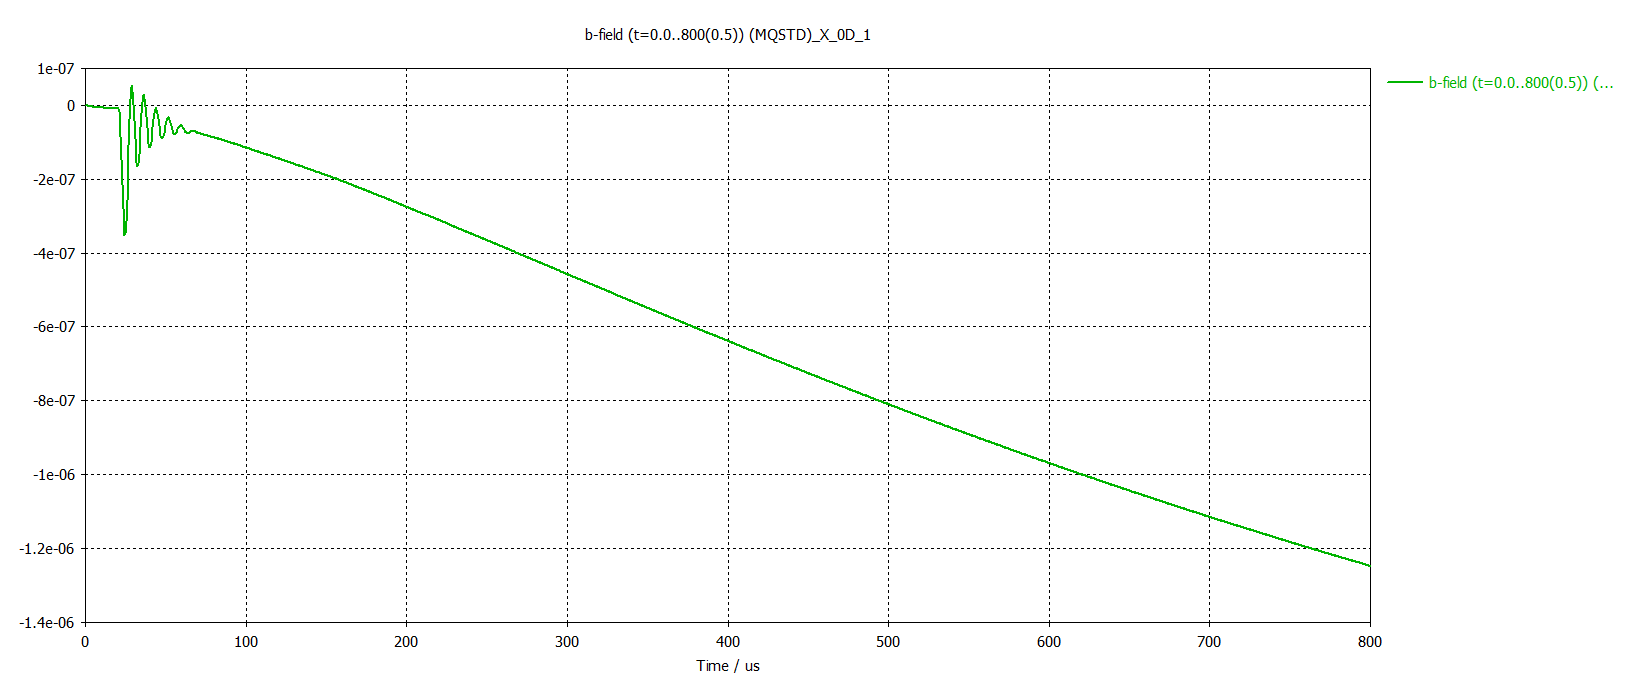 b-field (t=0.0..800(0.5)) (MQSTD)_X_0D_1
1e-07
0
-2e-07
-4e-07
-6e-07
-8e-07
-1e-06
-1.2e-06
-1.4e-06
0 100 200 300 400 500 600 700 800
Time / us
b-field (t=0.0..800(0.5)) (...